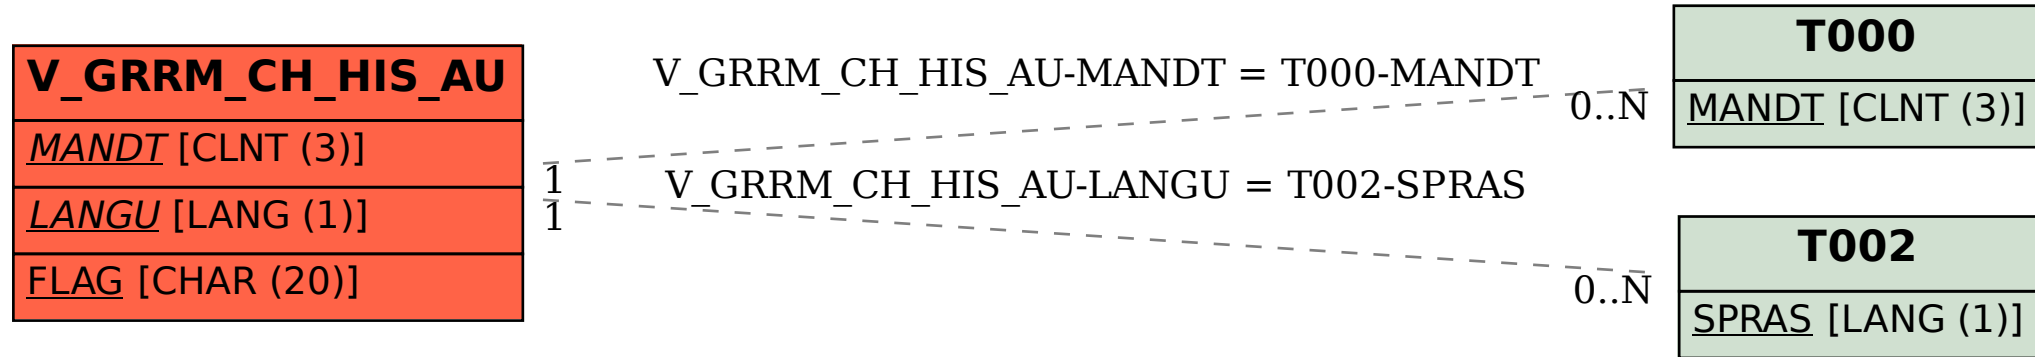 V_GRRM_CH_HIS_AU
MANDT [CLNT (3)]
LANGU [LANG (1)]
FLAG [CHAR (20)]
V_GRRM_CH_HIS_AU-MANDT = T000-MANDT
0..N
1
V_GRRM_CH_HIS_AU-LANGU = T002-SPRAS
1
0..N
T000
MANDT [CLNT (3)]
T002
SPRAS [LANG (1)]